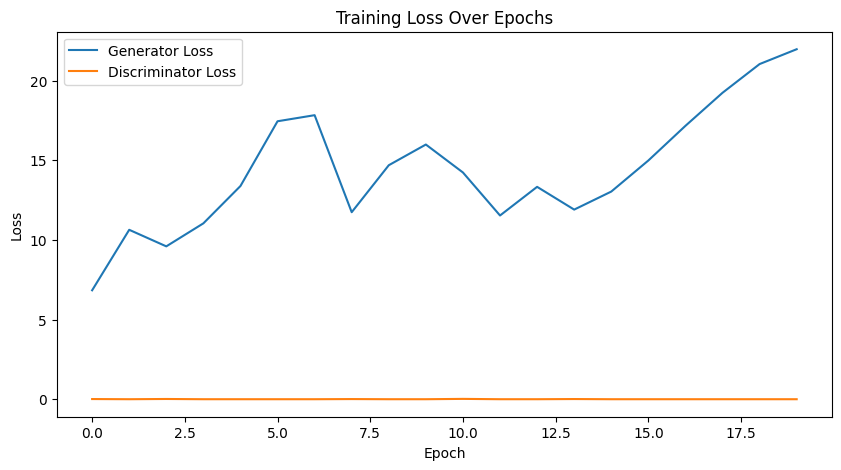 Training Loss Over Epochs
Generator Loss
Discriminator Loss
20
15
10
5
0
Loss
0.0 2.5 5.0 7.5 10.0 12.5 15.0 17.5
Epoch